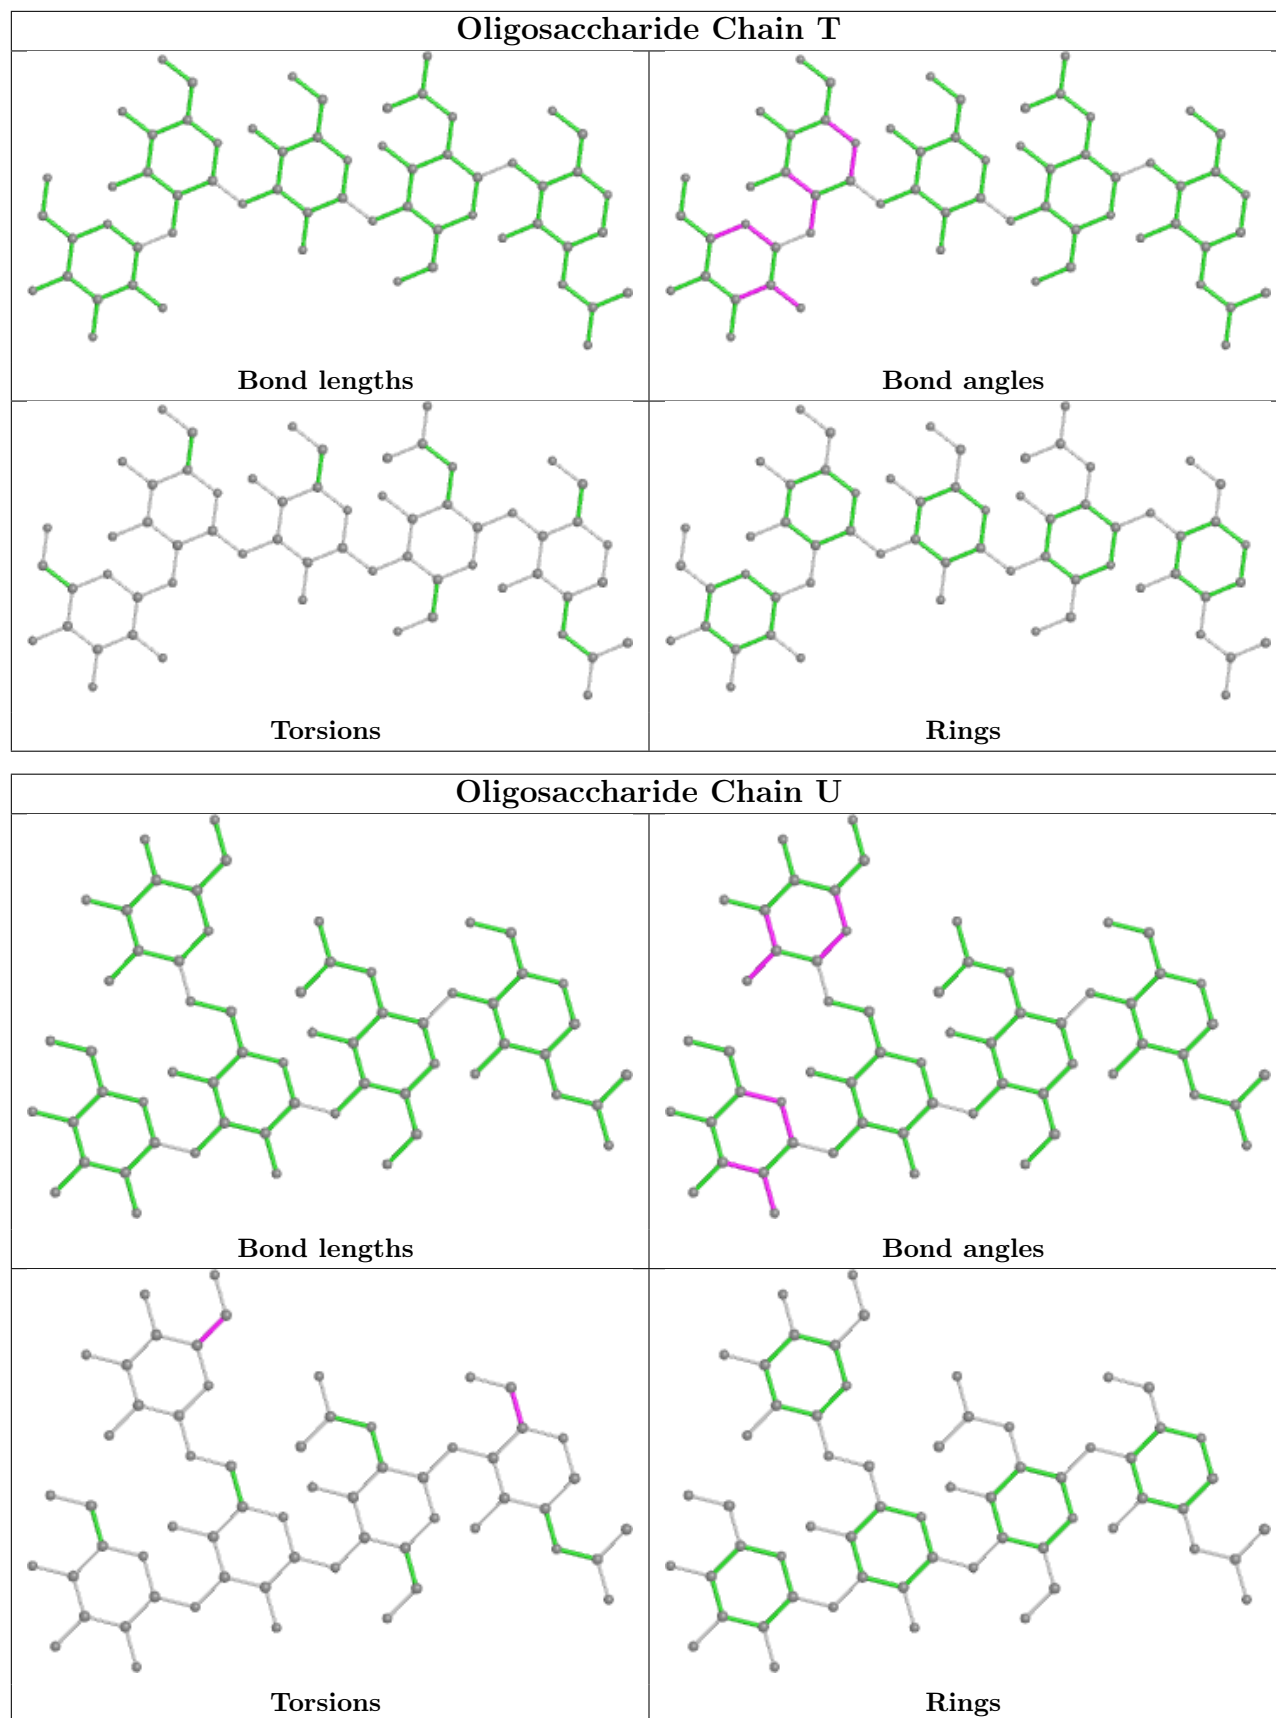 Oligosaccharide Chain T
Bond lengths
Bond angles
Torsions
Rings
Oligosaccharide Chain U
Bond lengths
Bond angles
Torsions
Rings